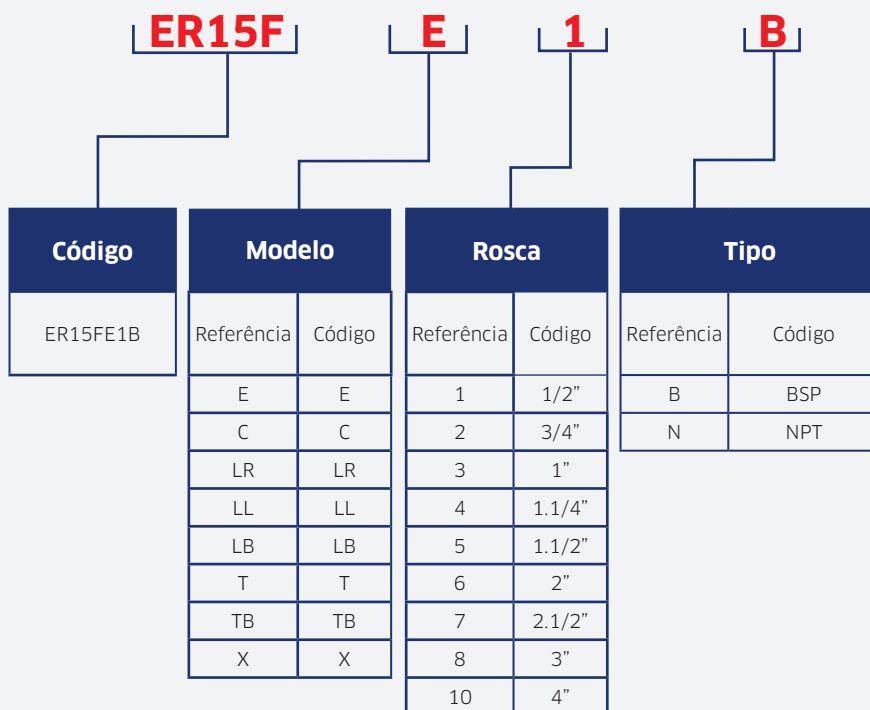 ER15F E 1 B
Código Modelo Rosca Tipo
ER15FE1B Referência Código Referência Código Referência Código
E E 1 1/2” B BSP
C C 2 3/4” N NPT
LR LR 3 1”
LL LL 4 1.1/4”
LB LB 5 1.1/2”
T T 6 2”
TB TB 7 2.1/2”
X X 8 3”
10 4”